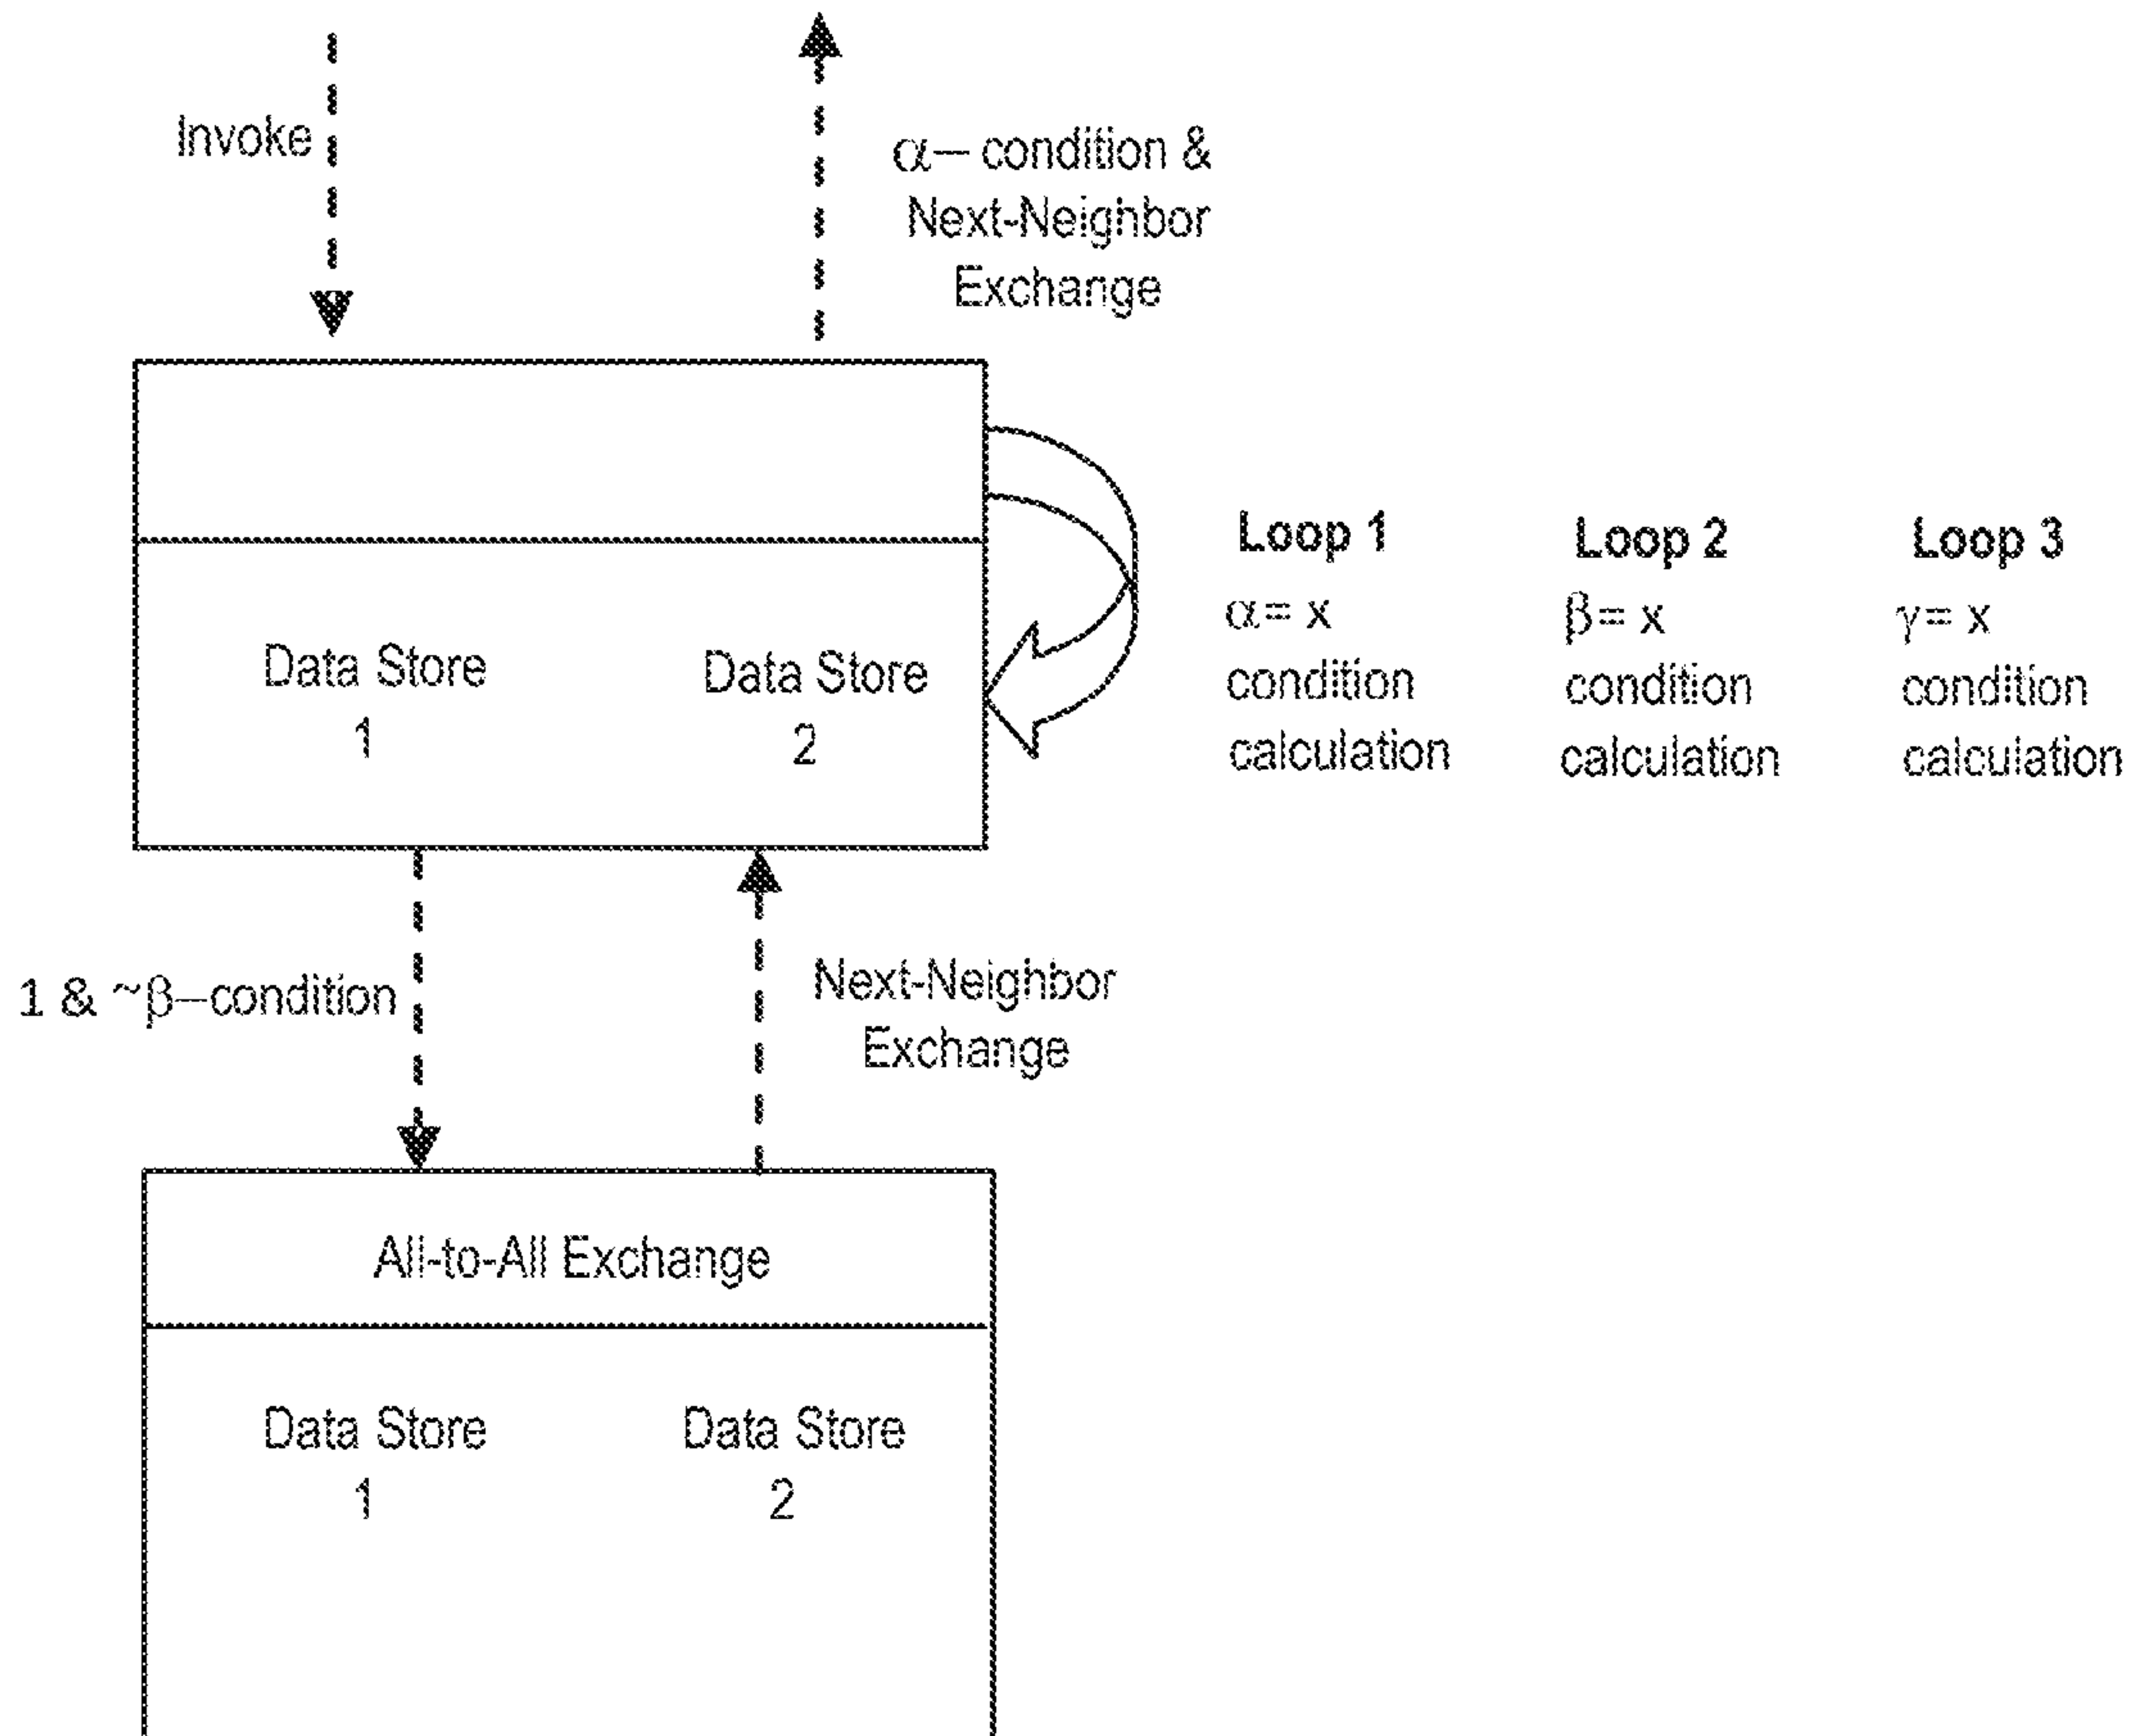 Invoke
α– condition &
Next-Neighbor
Exchange
Loop 1
α= x
condition
calculation
Loop 2
β= x
condition
calculation
Loop 3
γ= x
condition
calculation
Data Store
1
Data Store
2
1 & ~β–condition
Next-Neighbor
Exchange
All-to-All Exchange
Data Store
1
Data Store
2